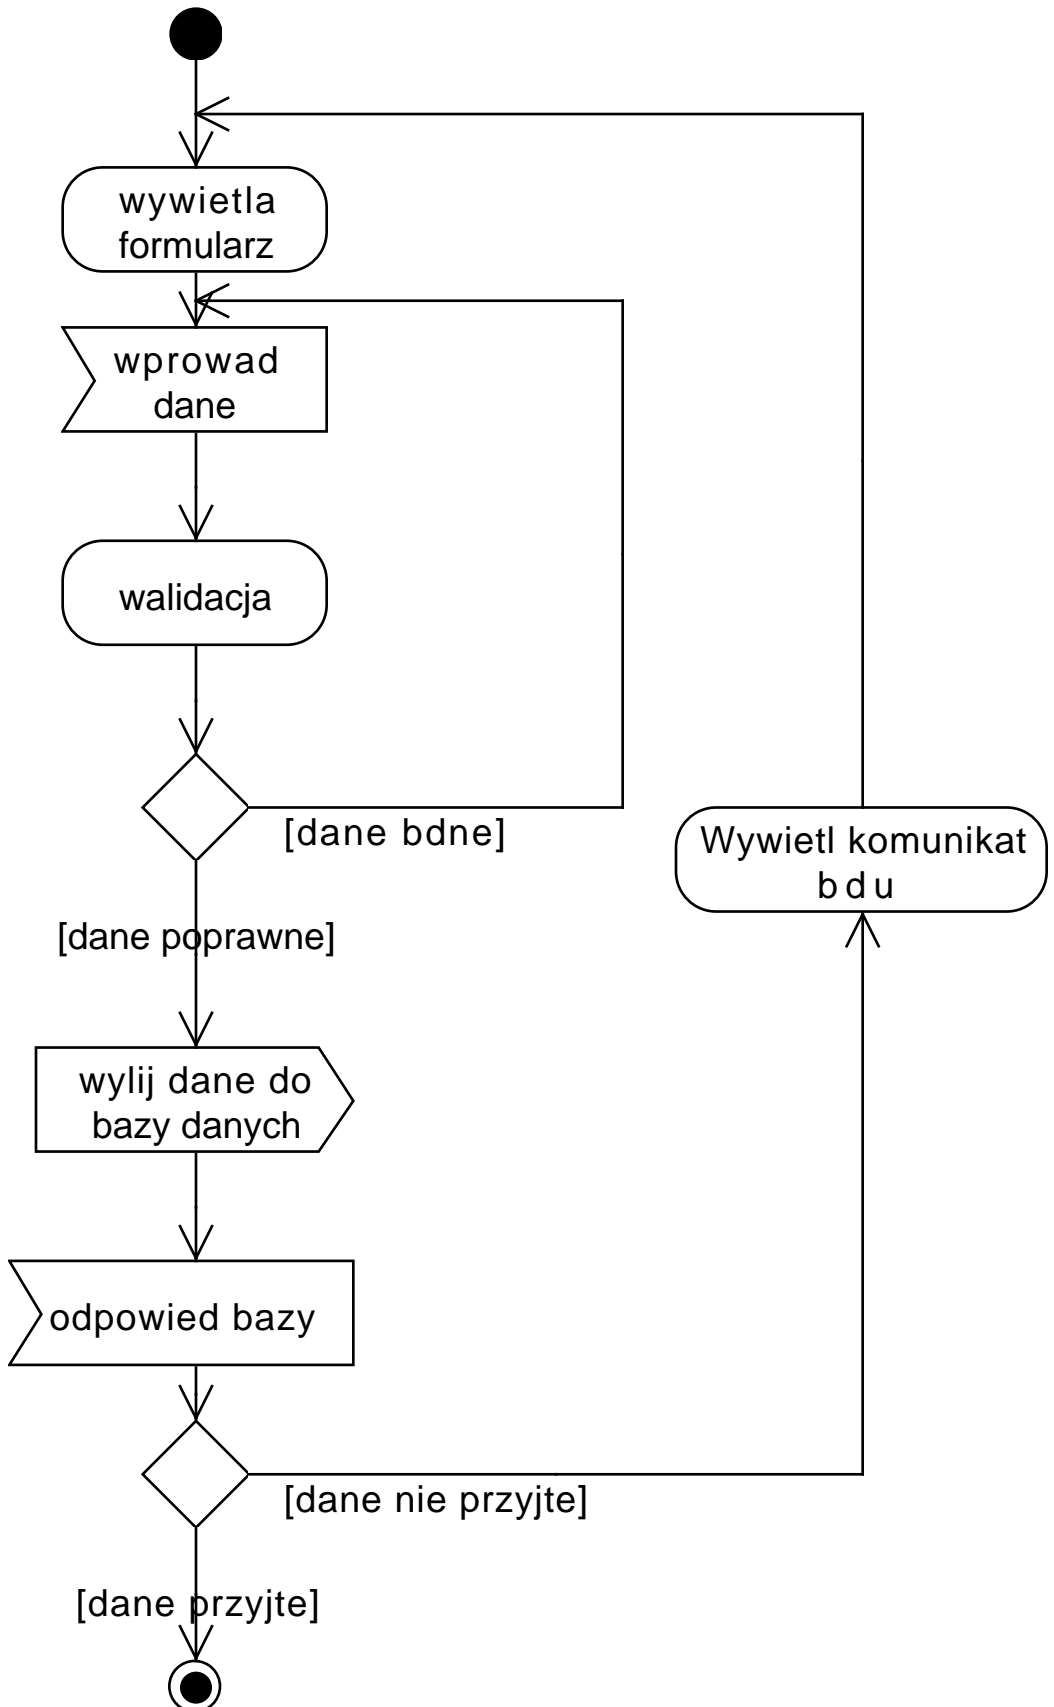 wywietla
formularz
wprowad
dane
walidacja
[dane bdne]
Wywietl komunikat
bdu
[dane poprawne]
wylij dane do
bazy danych
odpowied bazy
[dane nie przyjte]
[dane przyjte]